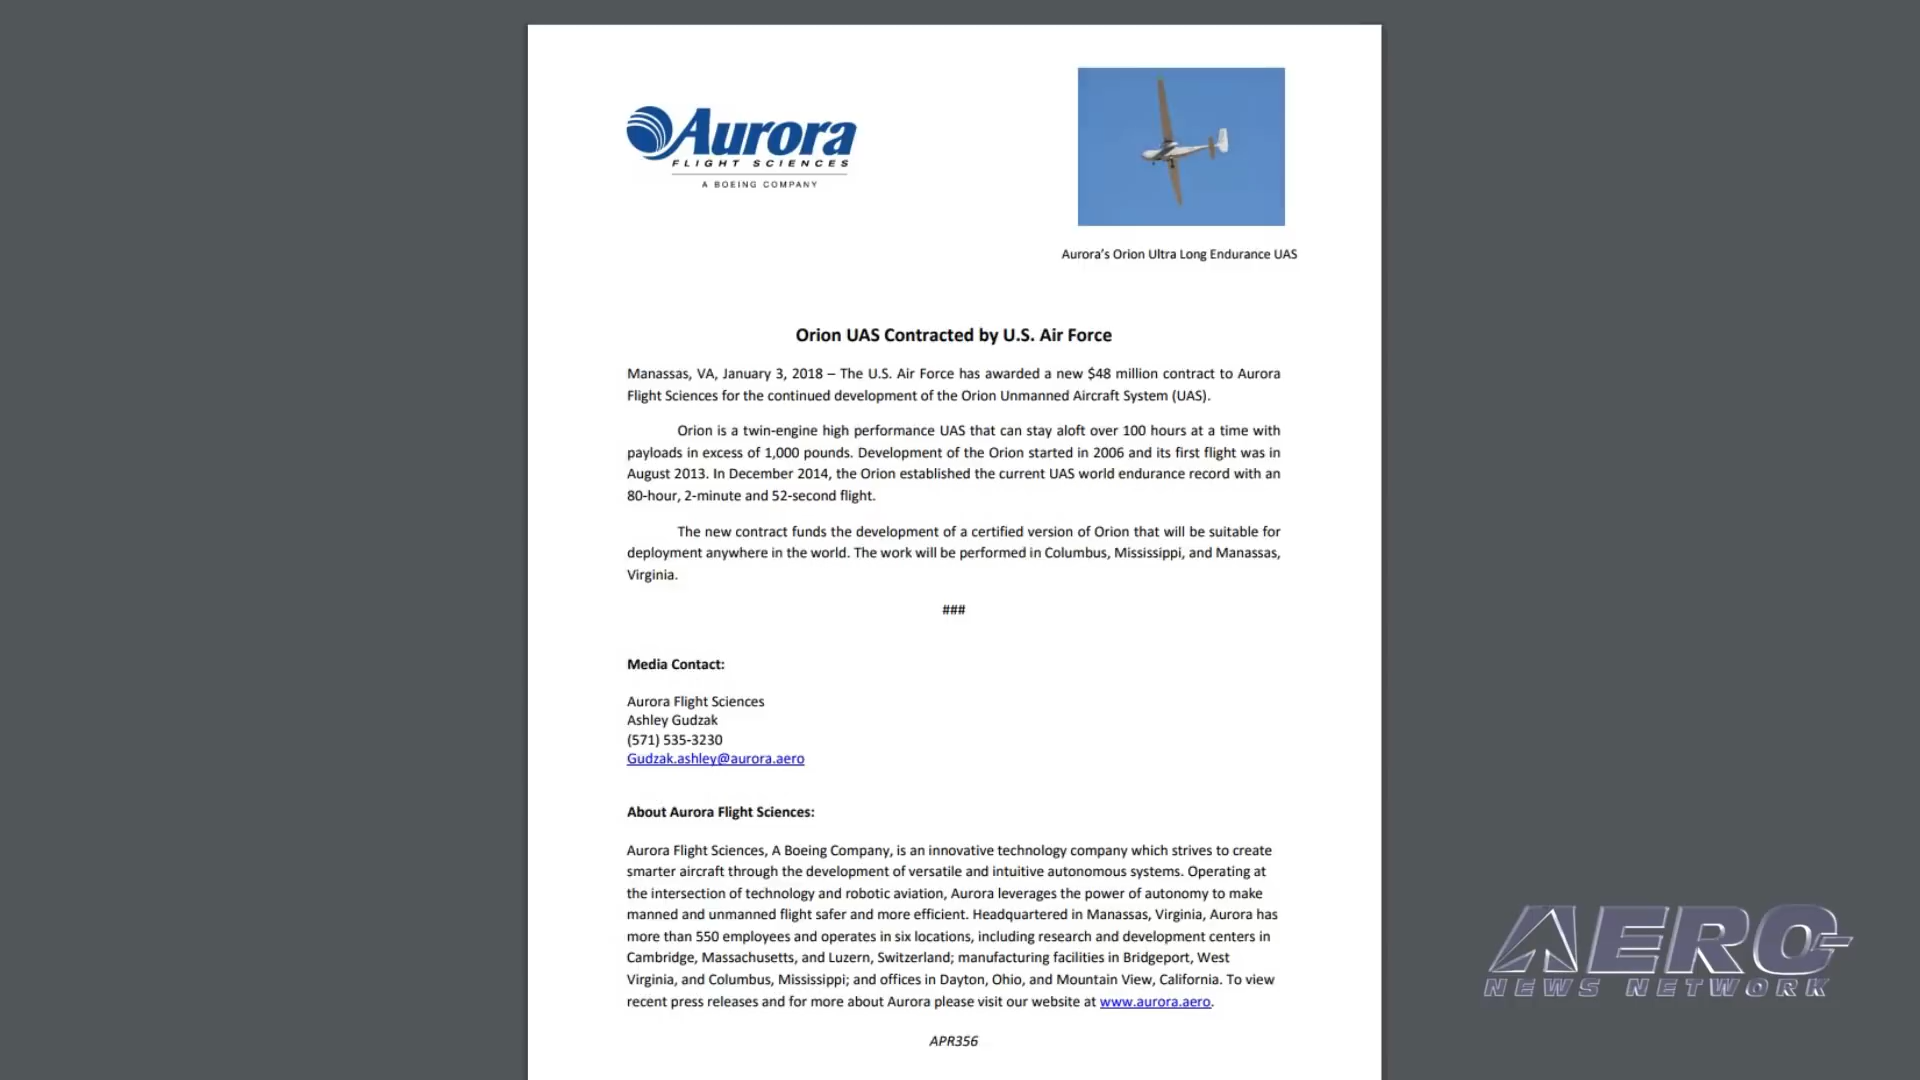 Aurora
FLIGHT SCIENCES
A BOEING COMPANY
Aurora’s Orion Ultra Long Endurance UAS
Orion UAS Contracted by U.S. Air Force
Manassas, VA, January 3, 2018 – The U.S. Air Force has awarded a new $48 million contract to Aurora
Flight Sciences for the continued development of the Orion Unmanned Aircraft System (UAS).
Orion is a twin-engine high performance UAS that can stay aloft over 100 hours at a time with
payloads in excess of 1,000 pounds. Development of the Orion started in 2006 and its first flight was in
August 2013. In December 2014, the Orion established the current UAS world endurance record with an
80-hour, 2-minute and 52-second flight.
The new contract funds the development of a certified version of Orion that will be suitable for
deployment anywhere in the world. The work will be performed in Columbus, Mississippi, and Manassas,
Virginia.
###
Media Contact:
Aurora Flight Sciences
Ashley Gudzak
(571) 535-3230
Gudzak.ashley@aurora.aero
About Aurora Flight Sciences:
Aurora Flight Sciences, A Boeing Company, is an innovative technology company which strives to create
smarter aircraft through the development of versatile and intuitive autonomous systems. Operating at
the intersection of technology and robotic aviation, Aurora leverages the power of autonomy to make
manned and unmanned flight safer and more efficient. Headquartered in Manassas, Virginia, Aurora has
more than 550 employees and operates in six locations, including research and development centers in
Cambridge, Massachusetts, and Luzern, Switzerland; manufacturing facilities in Bridgeport, West
Virginia, and Columbus, Mississippi; and offices in Dayton, Ohio, and Mountain View, California. To view
recent press releases and for more about Aurora please visit our website at www.aurora.aero.
APR356
AERO-
NEWS NETWORK